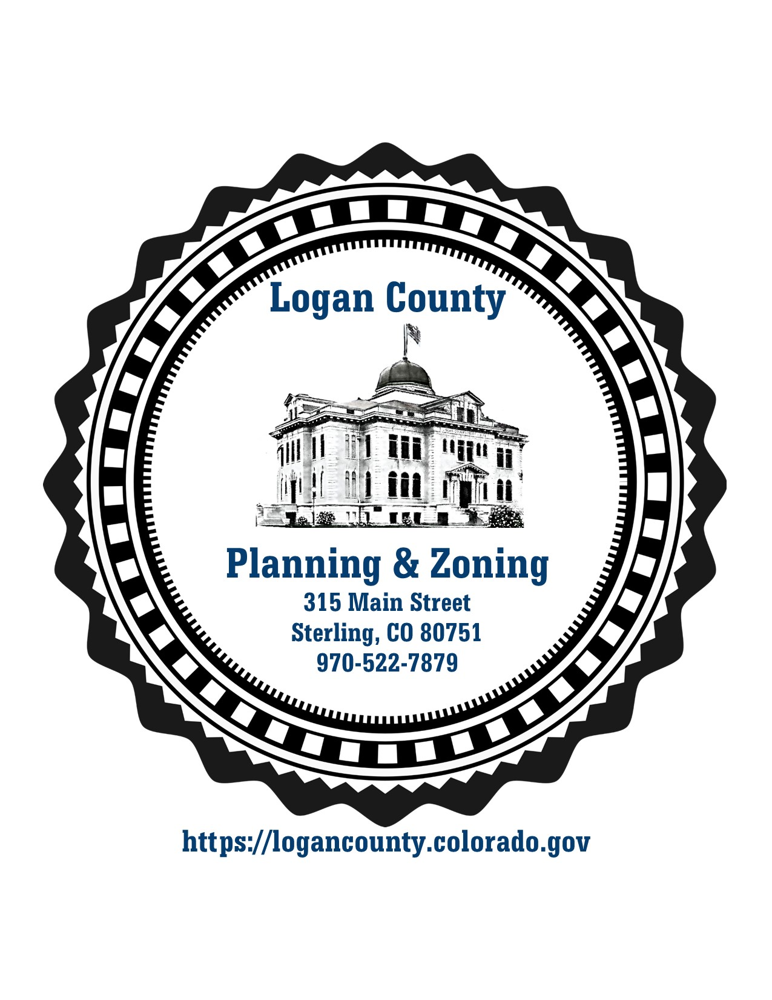 Logan County
Planning & Zoning
315 Main Street
Sterling, CO 80751
970-522-7879
https://logancounty.colorado.gov